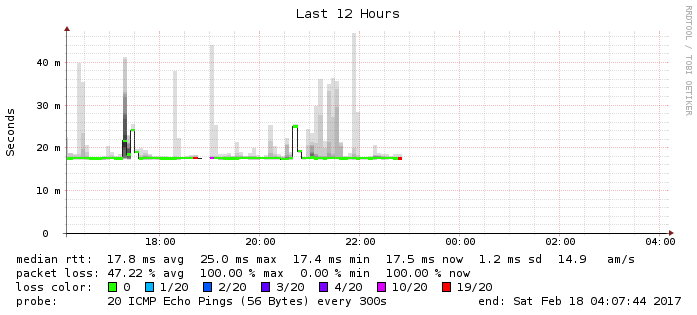 Last 12 Hours
RRDTOOL / TOBI OETIKER
Seconds
40 m
30 m
20 m
10 m
0
18:00 20:00 22:00 00:00 02:00 04:00
median rtt: 17.8 ms avg 25.0 ms max 17.4 ms min 17.5 ms now 1.2 ms sd 14.9 am/s
packet loss: 47.22 % avg 100.00 % max 0.00 % min 100.00 % now
loss color: 0 1/20 2/20 3/20 4/20 10/20 19/20
probe: 20 ICMP Echo Pings (56 Bytes) every 300s end: Sat Feb 18 04:07:44 2017